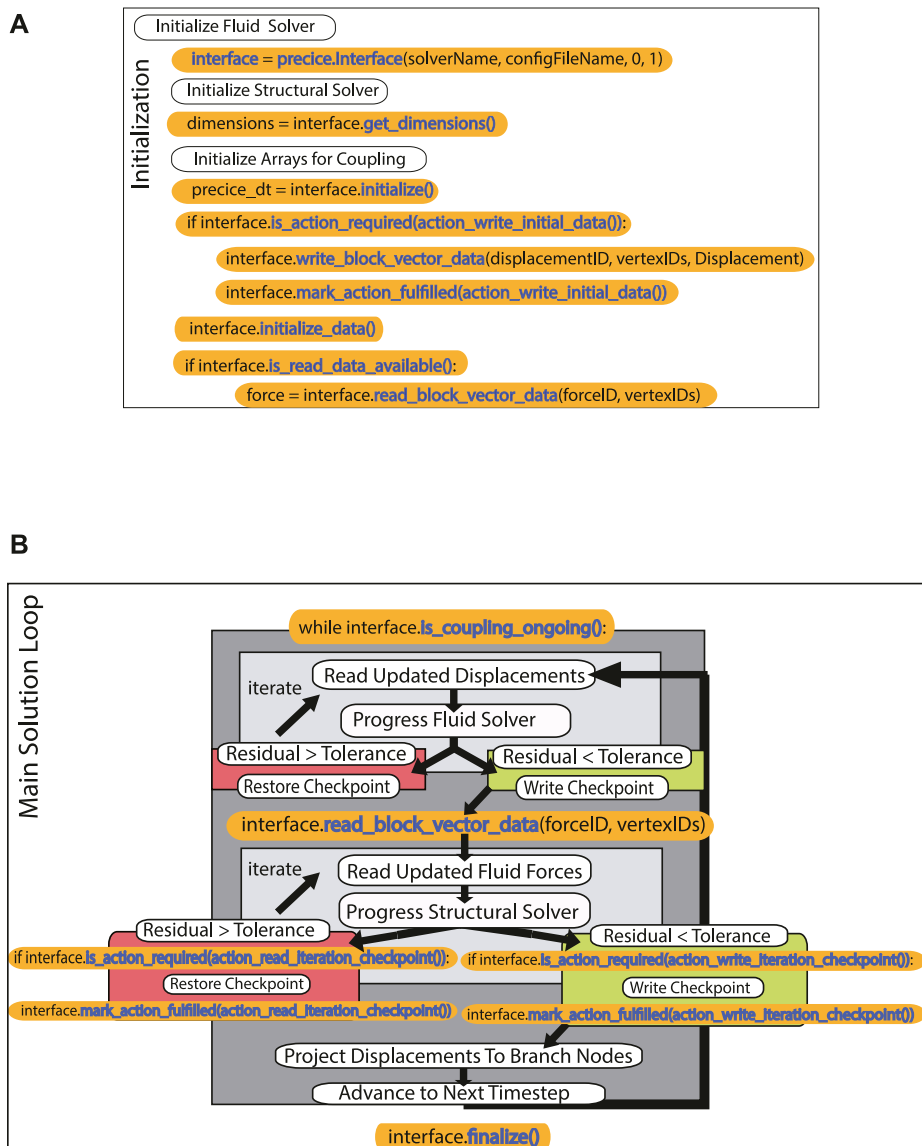 A
Initialization
Initialize Fluid Solver
interface = precice.Interface(solverName, configFileName, 0, 1)
Initialize Structural Solver
dimensions = interface.get_dimensions()
Initialize Arrays for Coupling
precice_dt = interface.initialize()
if interface.is_action_required(action_write_initial_data()):
interface.write_block_vector_data(displacementID, vertexIDs, Displacement)
interface.mark_action_fulfilled(action_write_initial_data())
interface.initialize_data()
if interface.is_read_data_available():
force = interface.read_block_vector_data(forceID, vertexIDs)
B
Main Solution Loop
while interface.is_coupling_ongoing():
Read Updated Displacements
iterate
Progress Fluid Solver
Residual > Tolerance
Residual < Tolerance
Restore Checkpoint
Write Checkpoint
interface.read_block_vector_data(forceID, vertexIDs)
iterate
Read Updated Fluid Forces
Progress Structural Solver
Residual > Tolerance
Residual < Tolerance
if interface.is_action_required(action_read_iteration_checkpoint()):
if interface.is_action_required(action_write_iteration_checkpoint()):
Restore Checkpoint
Write Checkpoint
interface.mark_action_fulfilled(action_read_iteration_checkpoint())
interface.mark_action_fulfilled(action_write_iteration_checkpoint())
Project Displacements To Branch Nodes
Advance to Next Timestep
interface.finalize()